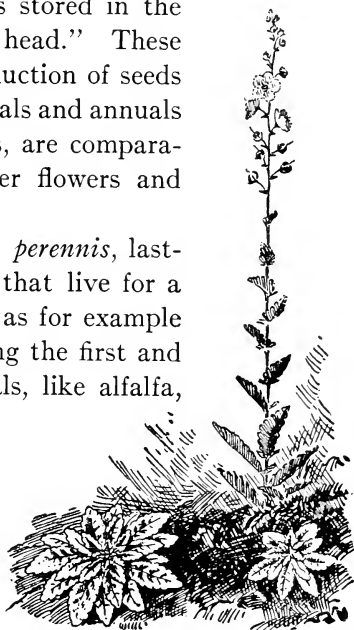 s stored in the
head.” These
uction of seeds
als and annuals
s, are compara-
er flowers and
perennis, last-
that live for a
as for example
ng the first and
ls, like alfalfa,